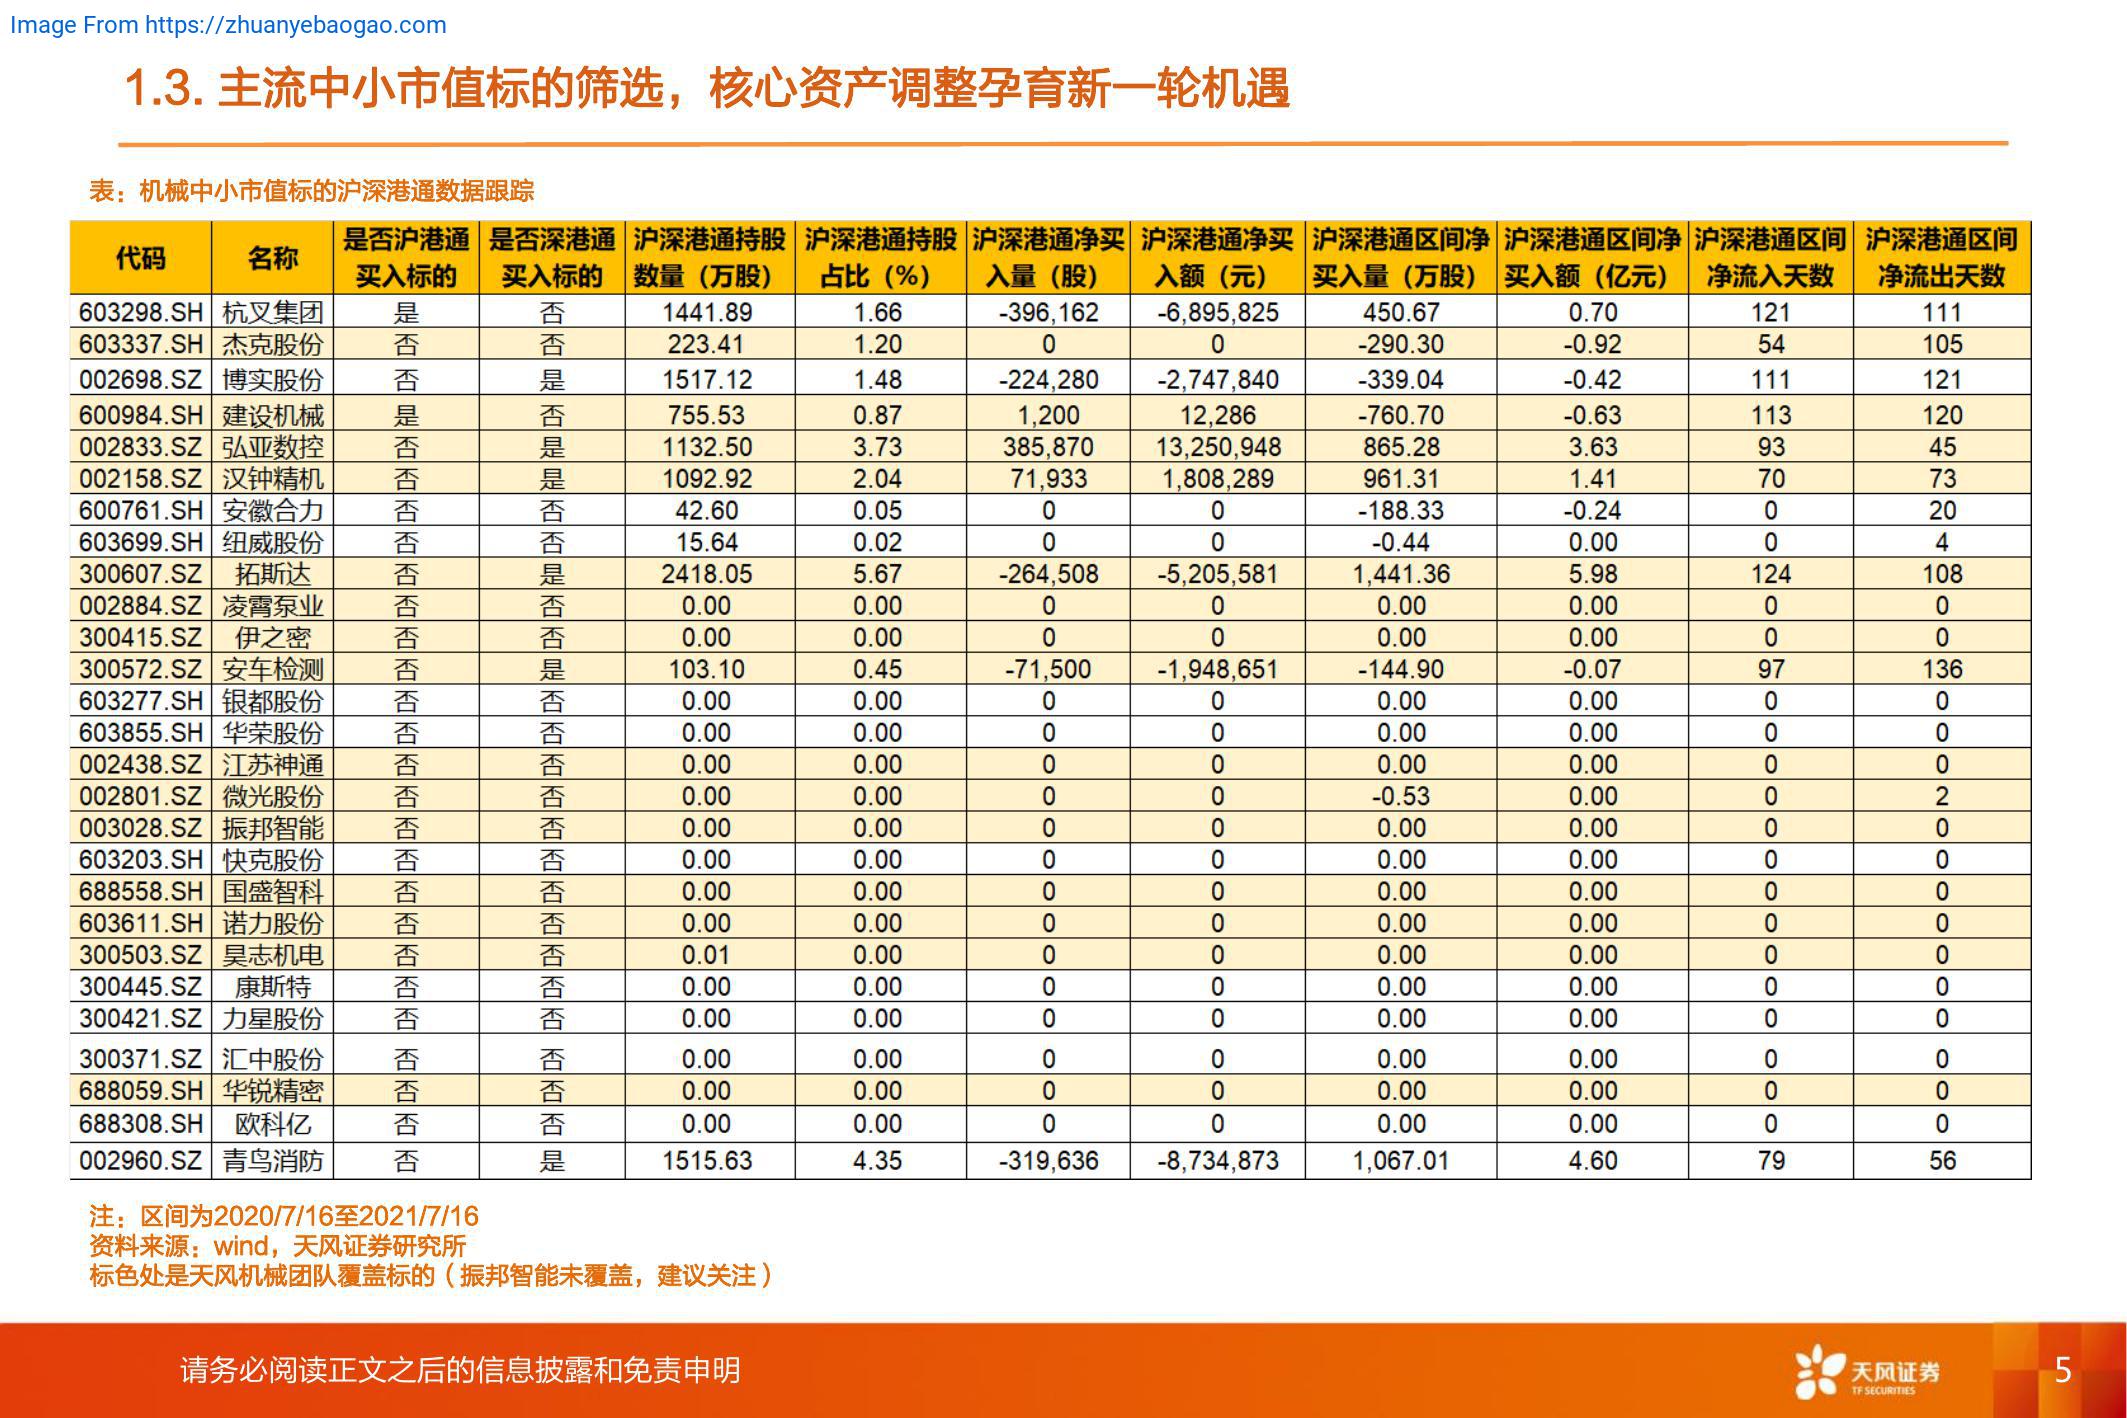 Image From https://zhuanyebaogao.com
1.3. 主流中小市值标的筛选，核心资产调整孕育新一轮机遇
表：机械中小市值标的沪深港通数据跟踪
代码 名称 是否沪港通买入标的 是否深港通买入标的 沪深港通持股数量（万股） 沪深港通持股占比（%） 沪深港通净买入量（股） 沪深港通净买入额（元） 沪深港通区间净买入量（万股） 沪深港通区间净买入额（亿元） 沪深港通区间净流入天数 沪深港通区间净流出天数
603298.SH 杭叉集团 是 否 1441.89 1.66 -396,162 -6,895,825 450.67 0.70 121 111
603337.SH 杰克股份 否 否 223.41 1.20 0 0 -290.30 -0.92 54 105
002698.SZ 博实股份 否 是 1517.12 1.48 -224,280 -2,747,840 -339.04 -0.42 111 121
600984.SH 建设机械 是 否 755.53 0.87 1,200 12,286 -760.70 -0.63 113 120
002833.SZ 弘亚数控 否 是 1132.50 3.73 385,870 13,250,948 865.28 3.63 93 45
002158.SZ 汉钟精机 否 是 1092.92 2.04 71,933 1,808,289 961.31 1.41 70 73
600761.SH 安徽合力 否 否 42.60 0.05 0 0 -188.33 -0.24 0 20
603699.SH 纽威股份 否 否 15.64 0.02 0 0 -0.44 0.00 0 4
300607.SZ 拓斯达 否 是 2418.05 5.67 -264,508 -5,205,581 1,441.36 5.98 124 108
002884.SZ 凌霄泵业 否 否 0.00 0.00 0 0 0.00 0.00 0 0
300415.SZ 伊之密 否 否 0.00 0.00 0 0 0.00 0.00 0 0
300572.SZ 安车检测 否 是 103.10 0.45 -71,500 -1,948,651 -144.90 -0.07 97 136
603277.SH 银都股份 否 否 0.00 0.00 0 0 0.00 0.00 0 0
603855.SH 华荣股份 否 否 0.00 0.00 0 0 0.00 0.00 0 0
002438.SZ 江苏神通 否 否 0.00 0.00 0 0 0.00 0.00 0 0
002801.SZ 微光股份 否 否 0.00 0.00 0 0 -0.53 0.00 0 2
003028.SZ 振邦智能 否 否 0.00 0.00 0 0 0.00 0.00 0 0
603203.SH 快克股份 否 否 0.00 0.00 0 0 0.00 0.00 0 0
688558.SH 国盛智科 否 否 0.00 0.00 0 0 0.00 0.00 0 0
603611.SH 诺力股份 否 否 0.00 0.00 0 0 0.00 0.00 0 0
300503.SZ 昊志机电 否 否 0.01 0.00 0 0 0.00 0.00 0 0
300445.SZ 康斯特 否 否 0.00 0.00 0 0 0.00 0.00 0 0
300421.SZ 力星股份 否 否 0.00 0.00 0 0 0.00 0.00 0 0
300371.SZ 汇中股份 否 否 0.00 0.00 0 0 0.00 0.00 0 0
688059.SH 华锐精密 否 否 0.00 0.00 0 0 0.00 0.00 0 0
688308.SH 欧科亿 否 否 0.00 0.00 0 0 0.00 0.00 0 0
002960.SZ 青鸟消防 否 是 1515.63 4.35 -319,636 -8,734,873 1,067.01 4.60 79 56
注：区间为2020/7/16至2021/7/16
资料来源：wind，天风证券研究所
标色处是天风机械团队覆盖标的（振邦智能未覆盖，建议关注）
请务必阅读正文之后的信息披露和免责申明
天风证券
TF SECURITIES
5